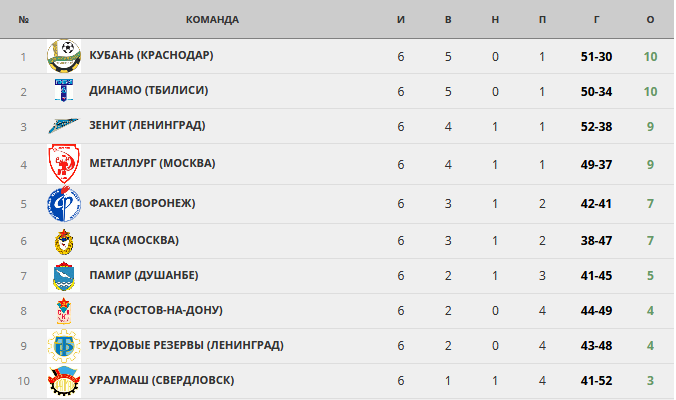 № КОМАНДА И В Н П Г О
1 КУБАНЬ (КРАСНОДАР) 6 5 0 1 51-30 10
2 ДИНАМО (ТБИЛИСИ) 6 5 0 1 50-34 10
3 ЗЕНИТ (ЛЕНИНГРАД) 6 4 1 1 52-38 9
4 МЕТАЛЛУРГ (МОСКВА) 6 4 1 1 49-37 9
5 ФАКЕЛ (ВОРОНЕЖ) 6 3 1 2 42-41 7
6 ЦСКА (МОСКВА) 6 3 1 2 38-47 7
7 ПАМИР (ДУШАНБЕ) 6 2 1 3 41-45 5
8 СКА (РОСТОВ-НА-ДОНУ) 6 2 0 4 44-49 4
9 ТРУДОВЫЕ РЕЗЕРВЫ (ЛЕНИНГРАД) 6 2 0 4 43-48 4
10 УРАЛМАШ (СВЕРДЛОВСК) 6 1 1 4 41-52 3